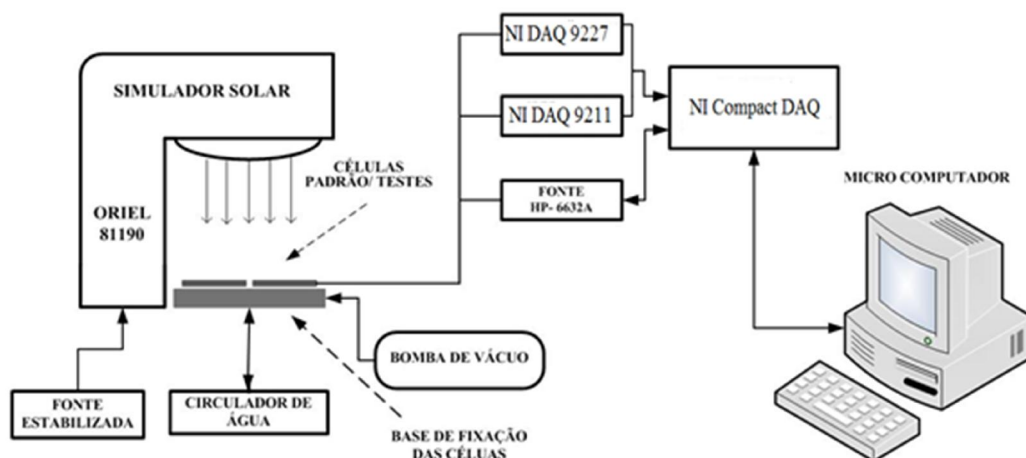 SIMULADOR SOLAR
ORIEL
81190
CÉLULAS
PADRÃO/ TESTES
NI DAQ 9227
NI DAQ 9211
FONTE
HP- 6632A
NI Compact DAQ
MICRO COMPUTADOR
BOMBA DE VÁCUO
FONTE
ESTABILIZADA
CIRCULADOR DE
ÁGUA
BASE DE FIXAÇÃO
DAS CÉLUAS